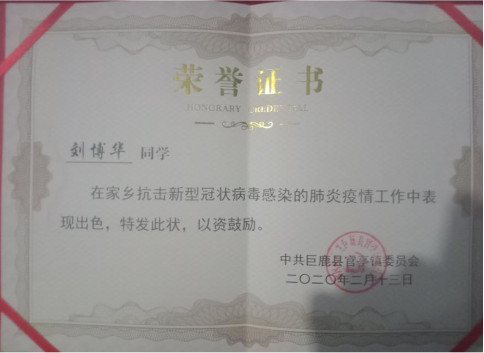 荣誉证书
HONORARY CREDENTIAL
刘博华 同学
在家乡抗击新型冠状病毒感染的肺炎疫情工作中表
现出色，特发此状，以资鼓励。
中共巨鹿县官亭镇委员会
二〇二〇年二月十三日